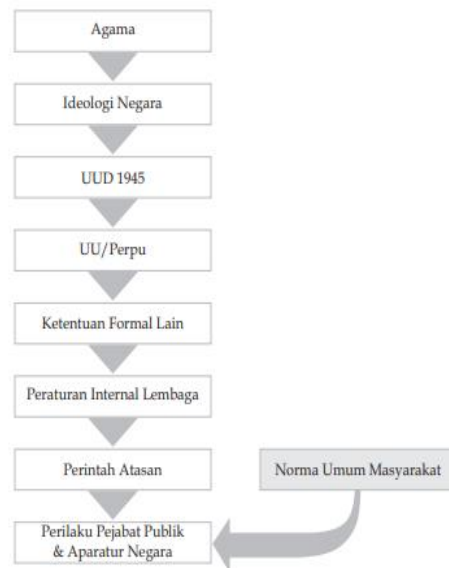 Agama
Ideologi Negara
UUD 1945
UU/Perpu
Ketentuan Formal Lain
Peraturan Internal Lembaga
Perintah Atasan
Norma Umum Masyarakat
Perilaku Pejabat Publik
& Aparatur Negara